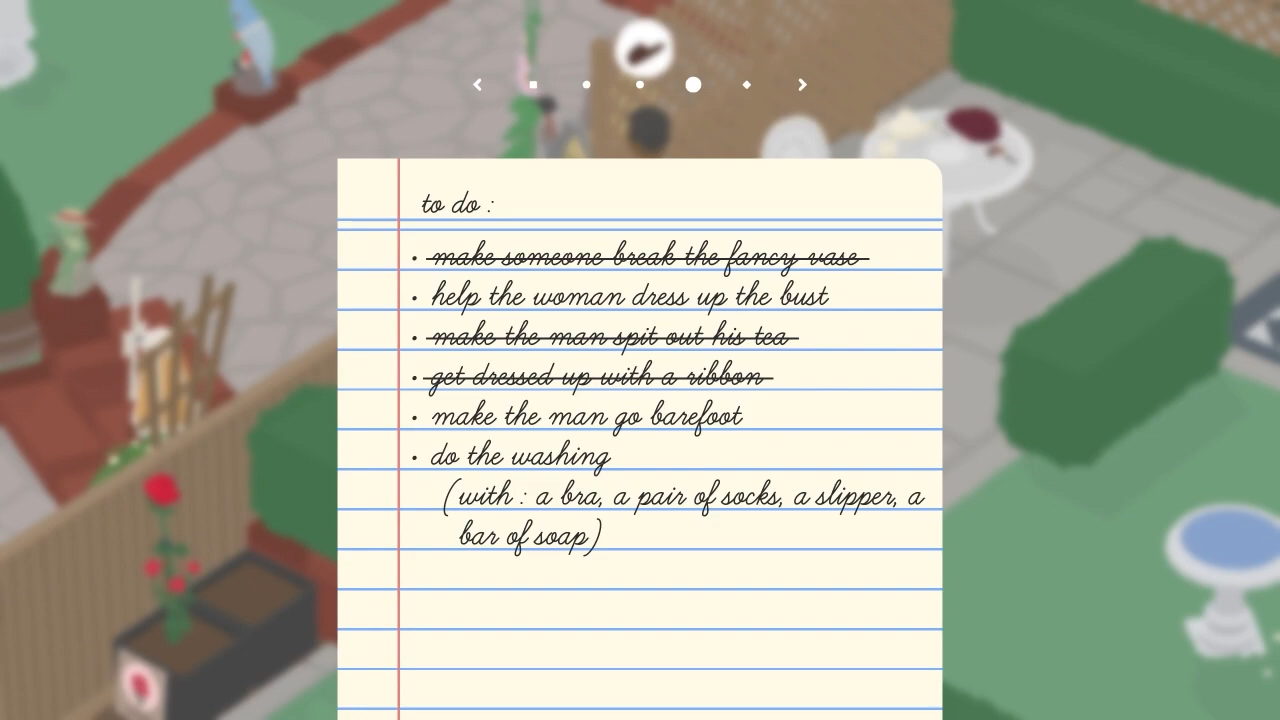 to do :
• make someone break the fancy vase
• help the woman dress up the bust
• make the man spit out his tea
• get dressed up with a ribbon
• make the man go barefoot
• do the washing
(with : a bra, a pair of socks, a slipper, a
bar of soap)